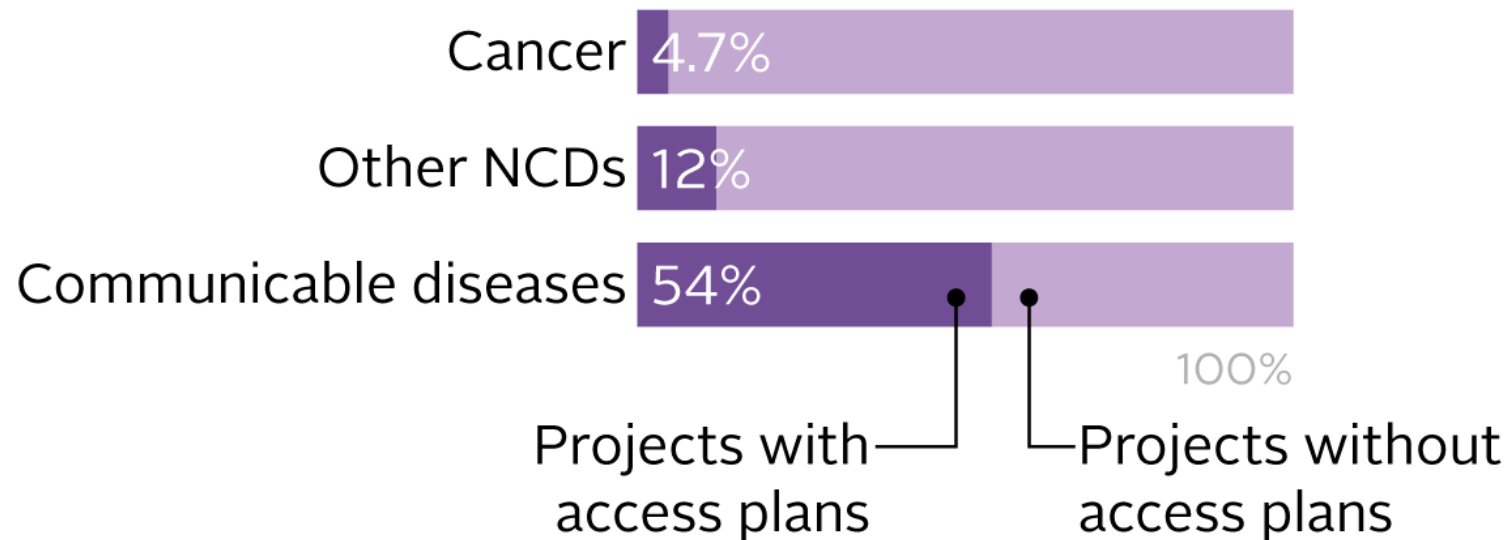 Cancer 4.7%
Other NCDs 12%
Communicable diseases 54%
100%
Projects with Projects without
access plans access plans